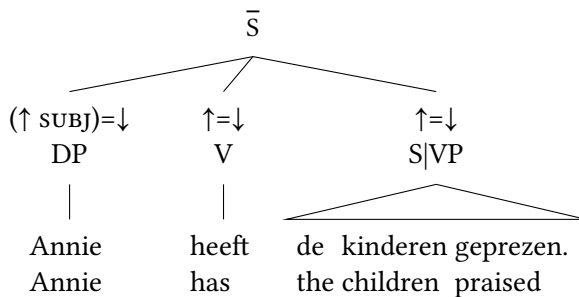 S̅
(↑ SUBJ)=↓ ↑=↓ ↑=↓
DP V S|VP
Annie heeft de kinderen geprezen.
Annie has the children praised